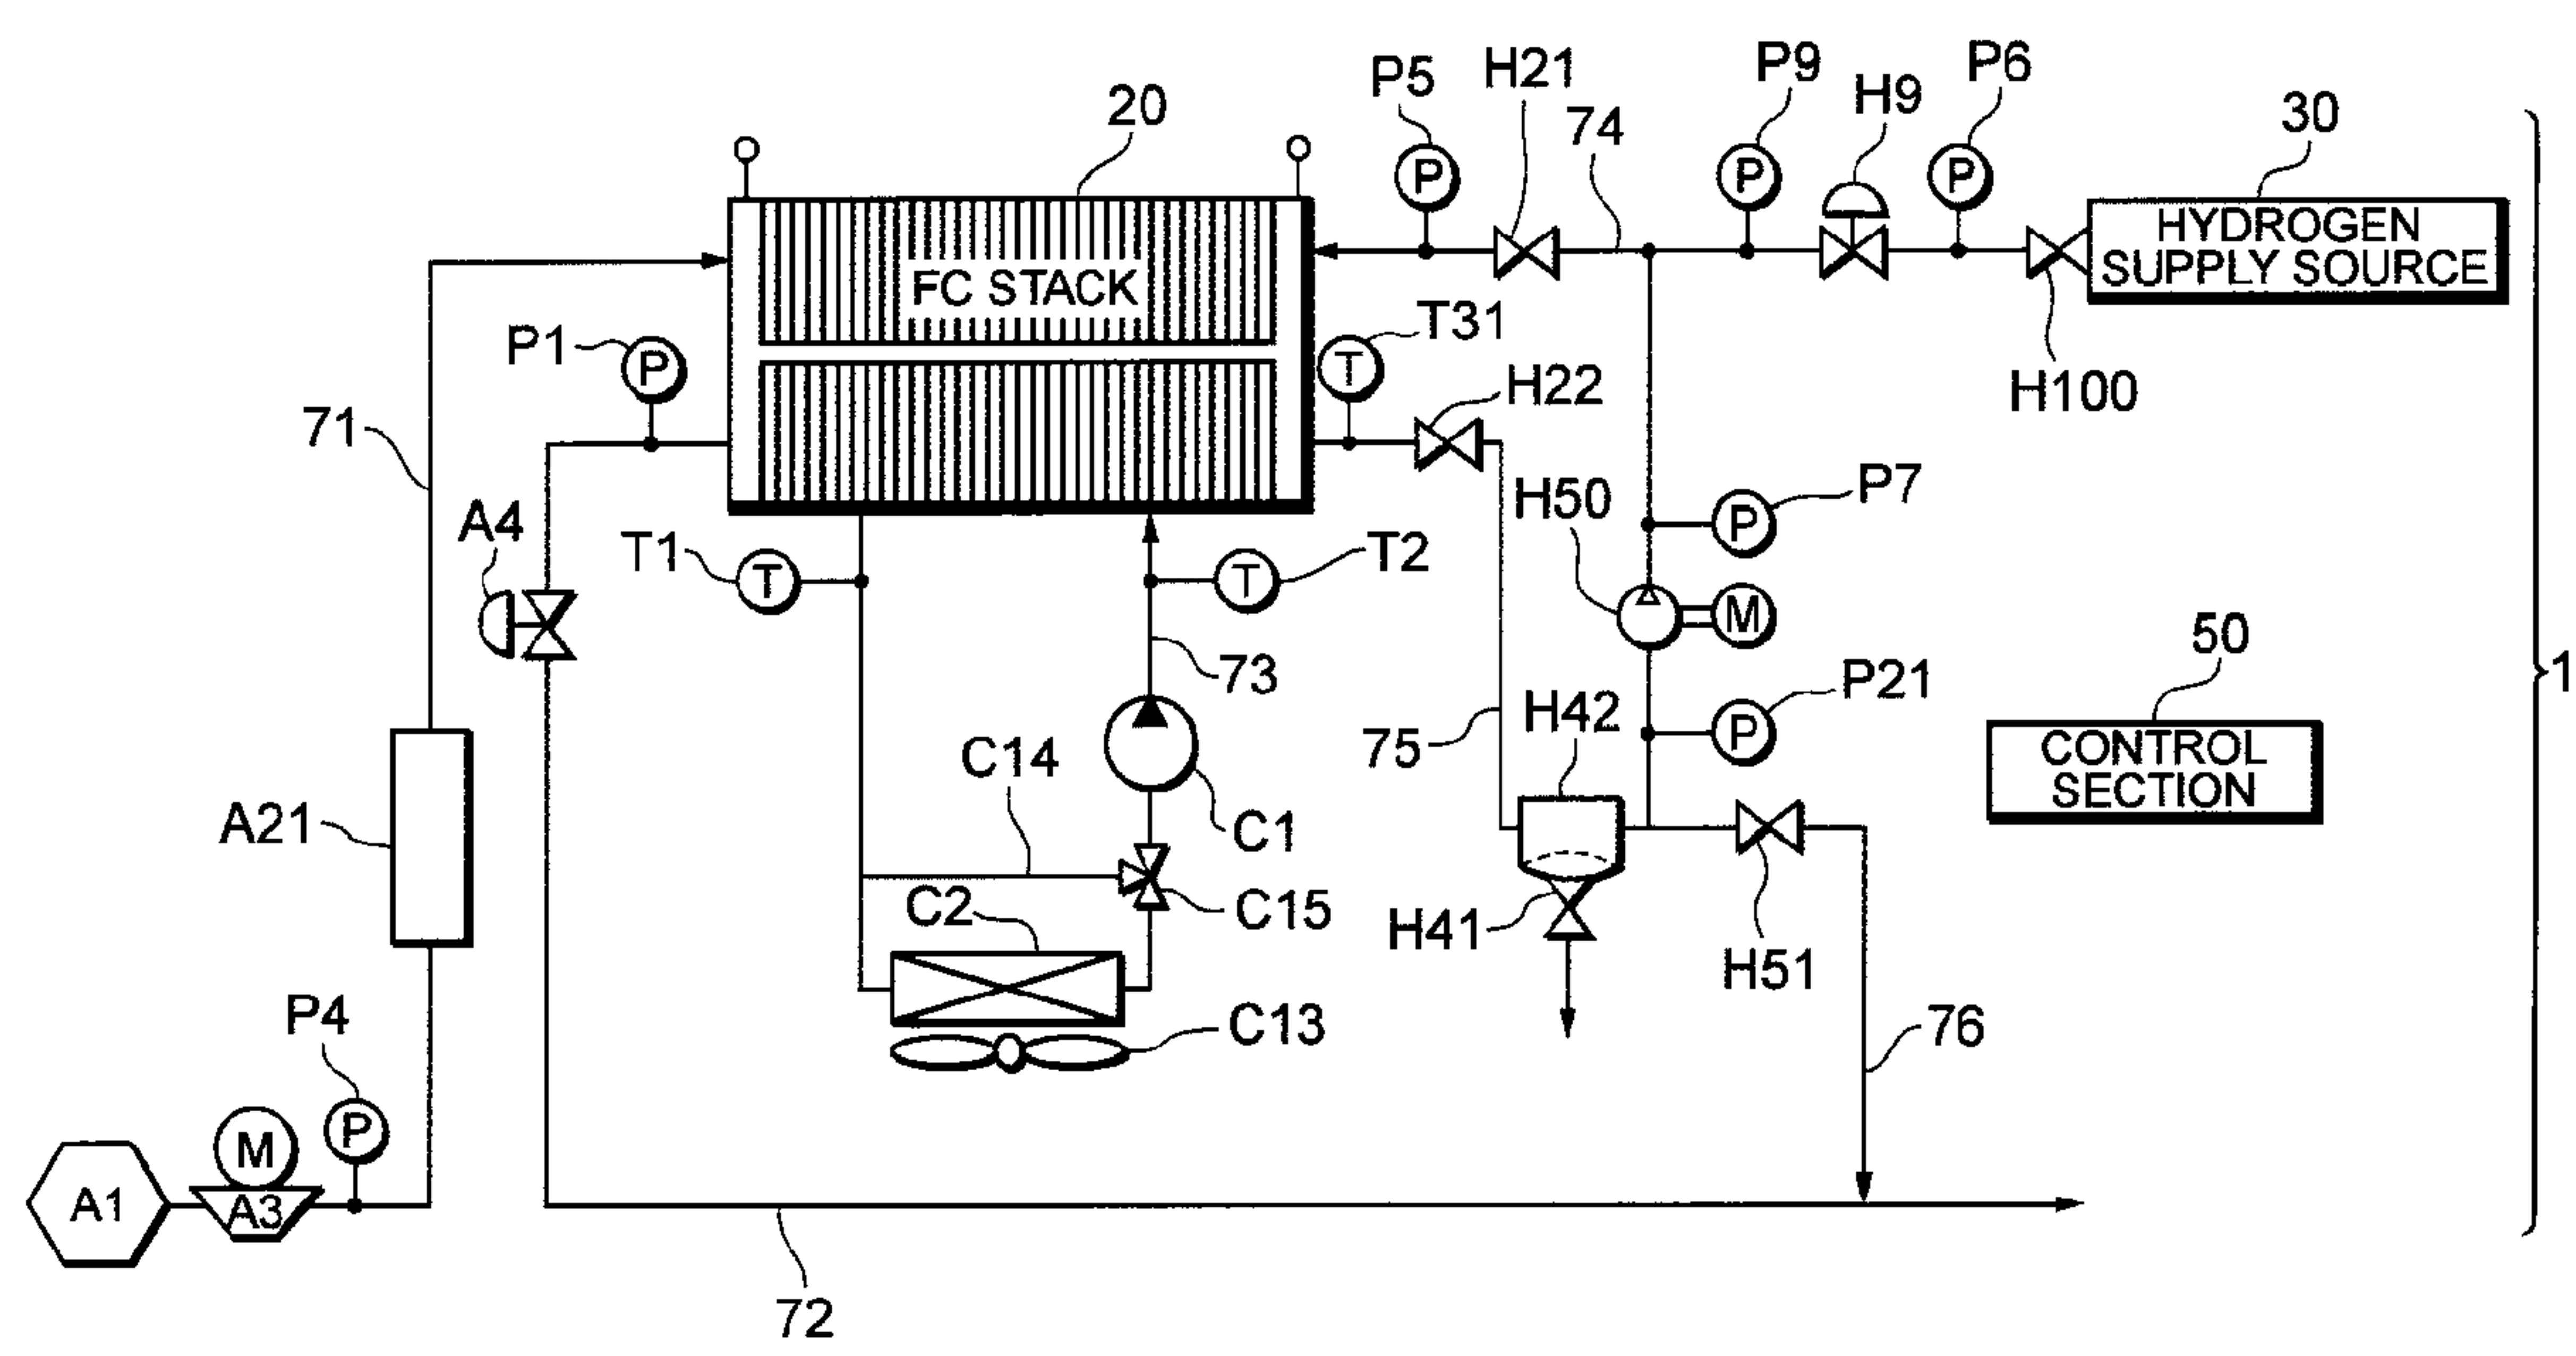 P5
H21
P9
P6
H9
20
74
30
P
P
P
HYDROGEN
SUPPLY SOURCE
FC STACK
T31
P1
P
T
H22
H100
71
P7
H50
P
A4
T1
T
T
T2
M
50
73
P21
1
H42
P
75
C14
CONTROL
SECTION
A21
C1
C2
C15
H41
H51
P4
C13
76
P
M
A1
A3
72